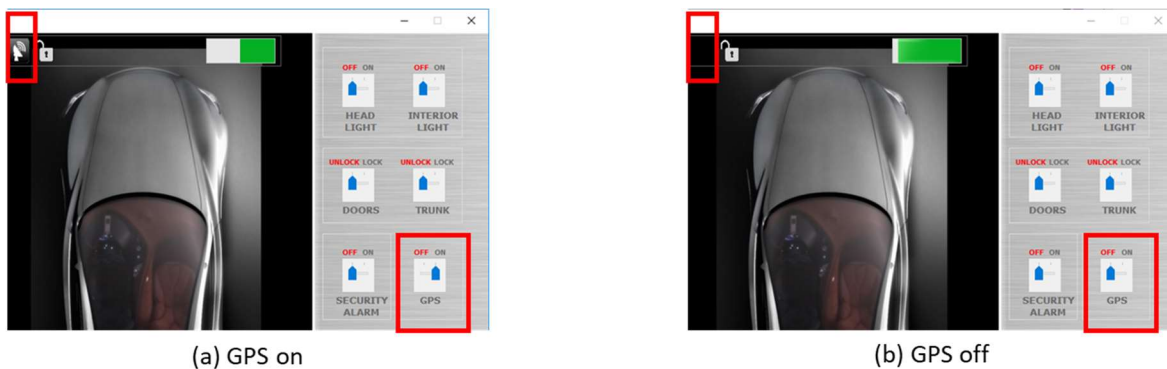 OFF ON OFF ON
HEAD LIGHT INTERIOR LIGHT
UNLOCK LOCK UNLOCK LOCK
DOORS TRUNK
OFF ON OFF ON
SECURITY ALARM GPS
(a) GPS on
OFF ON OFF ON
HEAD LIGHT INTERIOR LIGHT
UNLOCK LOCK UNLOCK LOCK
DOORS TRUNK
OFF ON OFF ON
SECURITY ALARM GPS
(b) GPS off